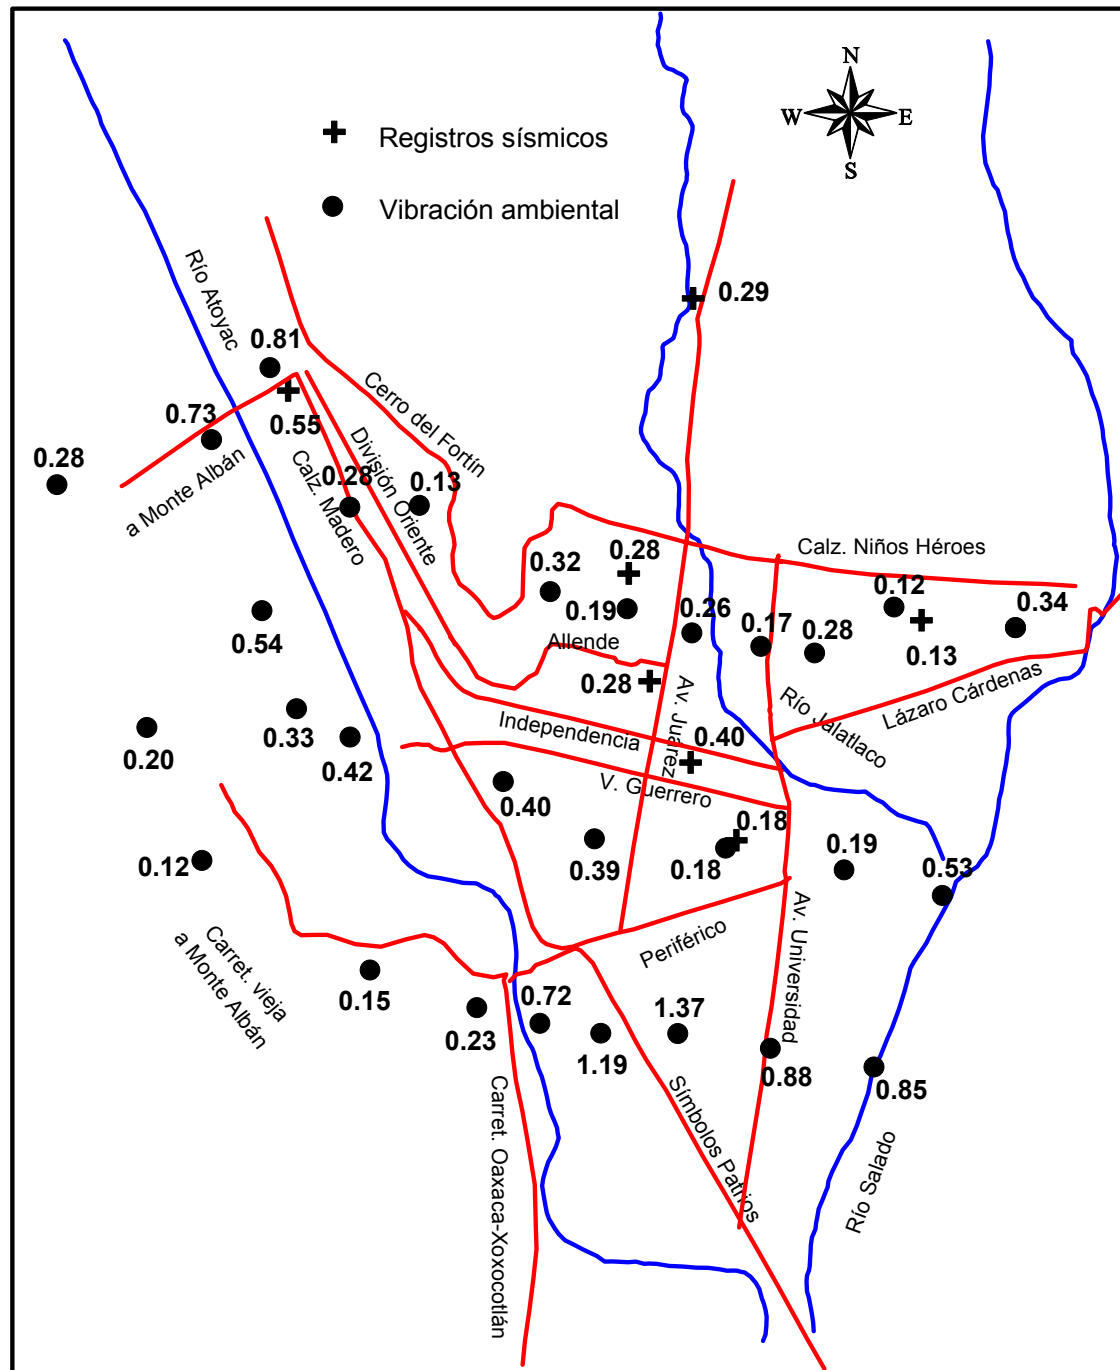 N
W
E
S
Registros sísmicos
Vibración ambiental
0.29
Río Atoyac
0.81
Cerro del Fortín
0.73
0.55
División Oriente
0.28
a Monte Albán
Calz. Madero
0.28
0.13
Calz. Niños Héroes
0.32
0.28
0.12
0.34
0.19
0.26
0.17
0.28
0.13
0.54
Allende
0.28
Av. Juárez
Río Jalatlaco
Lázaro Cárdenas
0.20
0.33
0.42
Independencia
0.40
V. Guerrero
0.40
0.18
0.12
0.39
0.18
0.19
0.53
Carret. vieja
a Monte Albán
Periférico
Av. Universidad
0.15
0.23
0.72
1.19
1.37
0.88
0.85
Carret. Oaxaca-Xoxocotlán
Símbolos Patrios
Río Salado